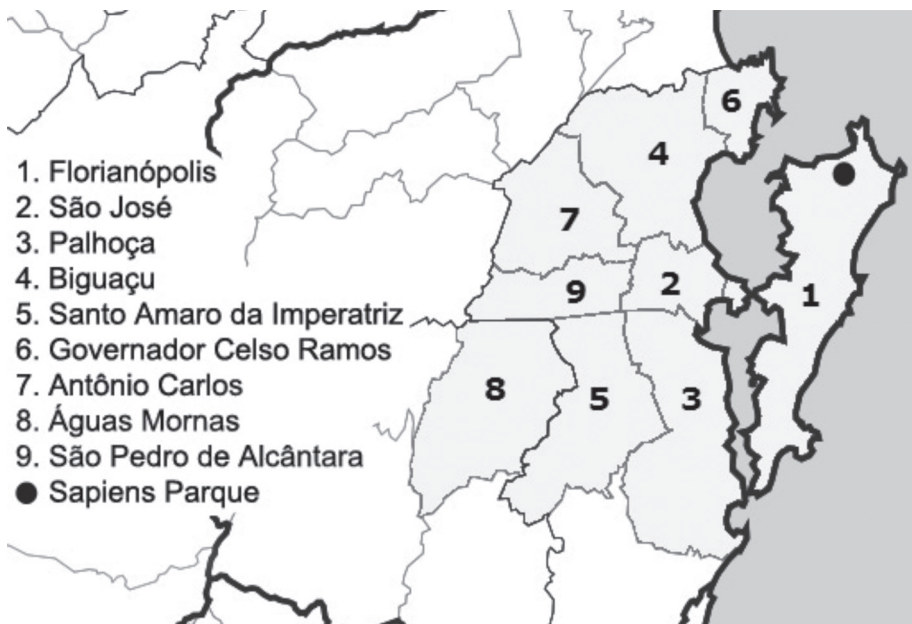 1. Florianópolis
2. São José
3. Palhoça
4. Biguaçu
5. Santo Amaro da Imperatriz
6. Governador Celso Ramos
7. Antônio Carlos
8. Águas Mornas
9. São Pedro de Alcântara
Sapiens Parque
6
4
7
2
9
1
8
5
3